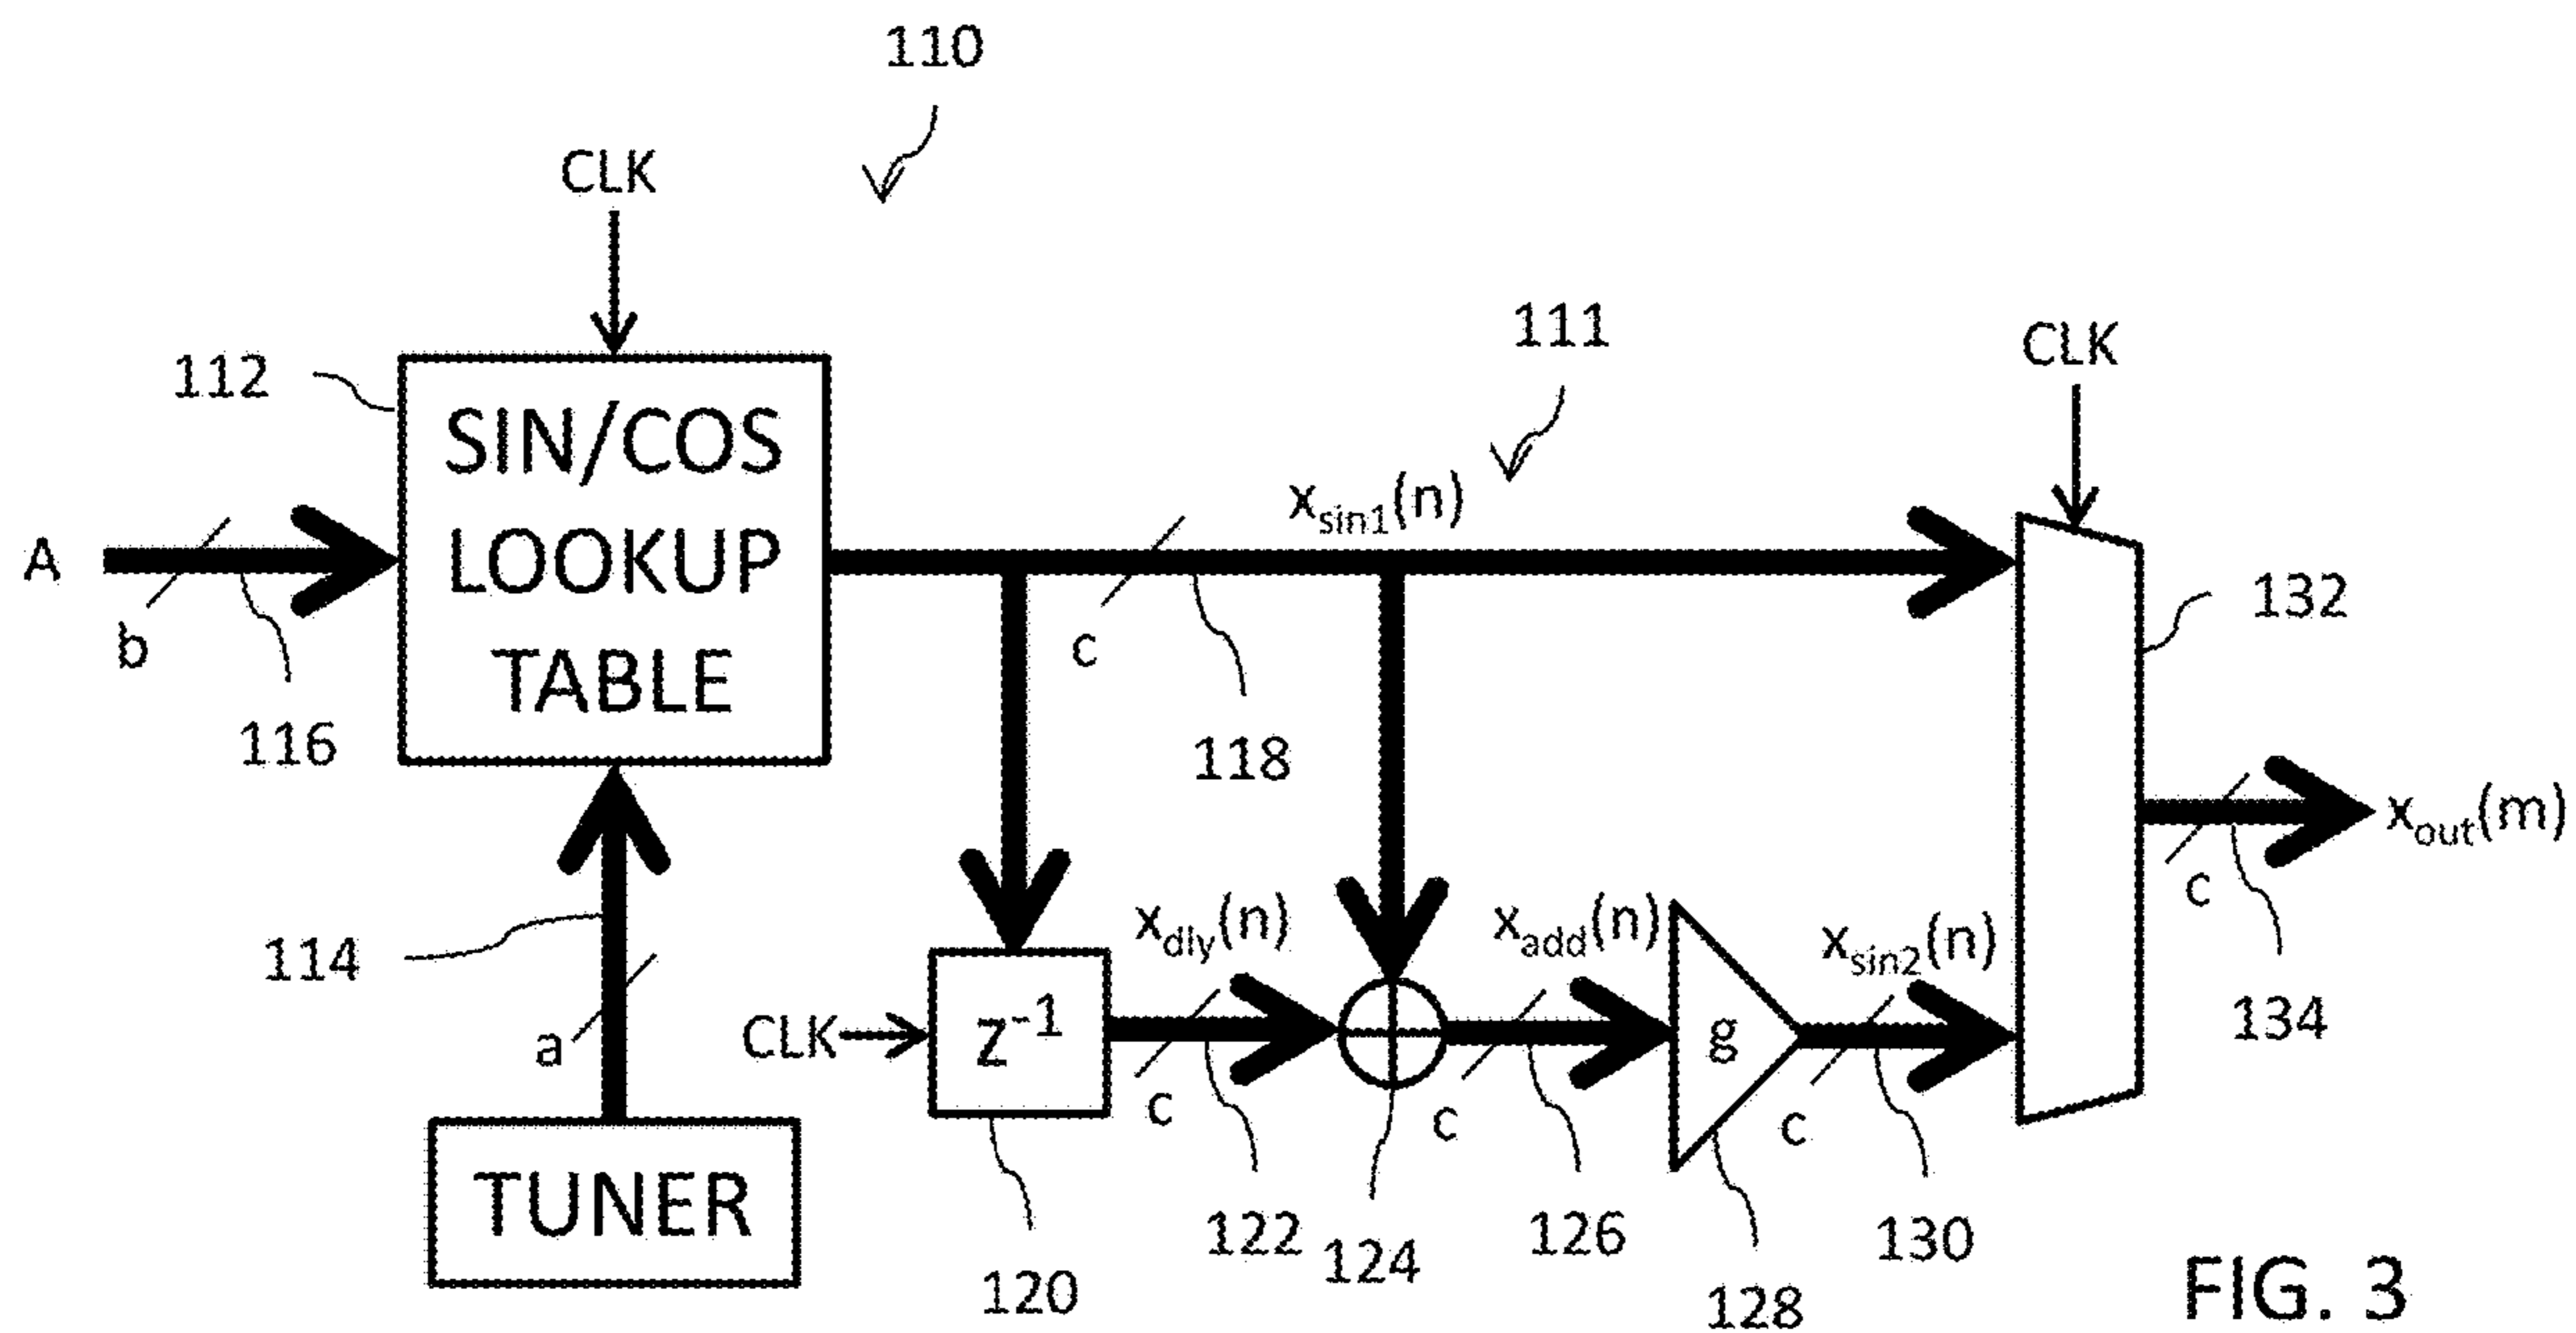 110
CLK
112
SIN/COS
LOOKUP
TABLE
A
b
116
111
x_sin1(n)
c
118
CLK
132
114
a
TUNER
CLK
z⁻¹
120
x_dly(n)
c
122
124
x_add(n)
c
126
g
128
x_sin2(n)
c
130
c
134
x_out(m)
FIG. 3